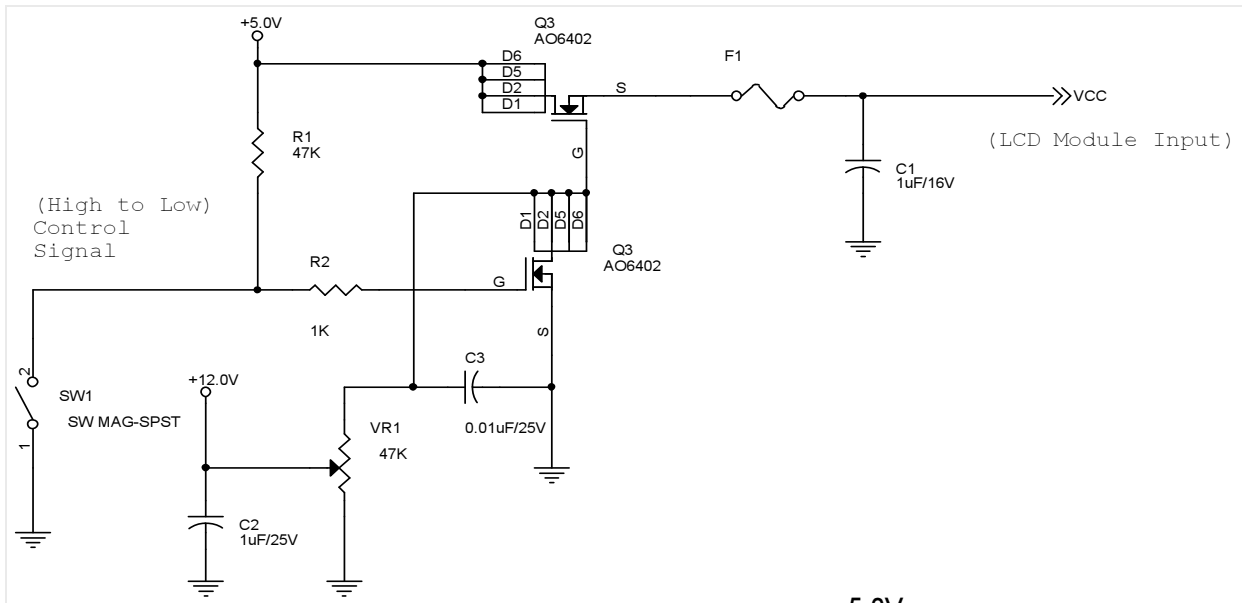 +5.0V
Q3
AO6402
D6
D5
D2
D1
S
G
F1
VCC
(LCD Module Input)
R1
47K
C1
1uF/16V
(High to Low)
Control
Signal
D1
D2
D5
D6
Q3
AO6402
R2
1K
G
S
2
1
SW1
SW MAG-SPST
+12.0V
C3
0.01uF/25V
VR1
47K
C2
1uF/25V
5.0V